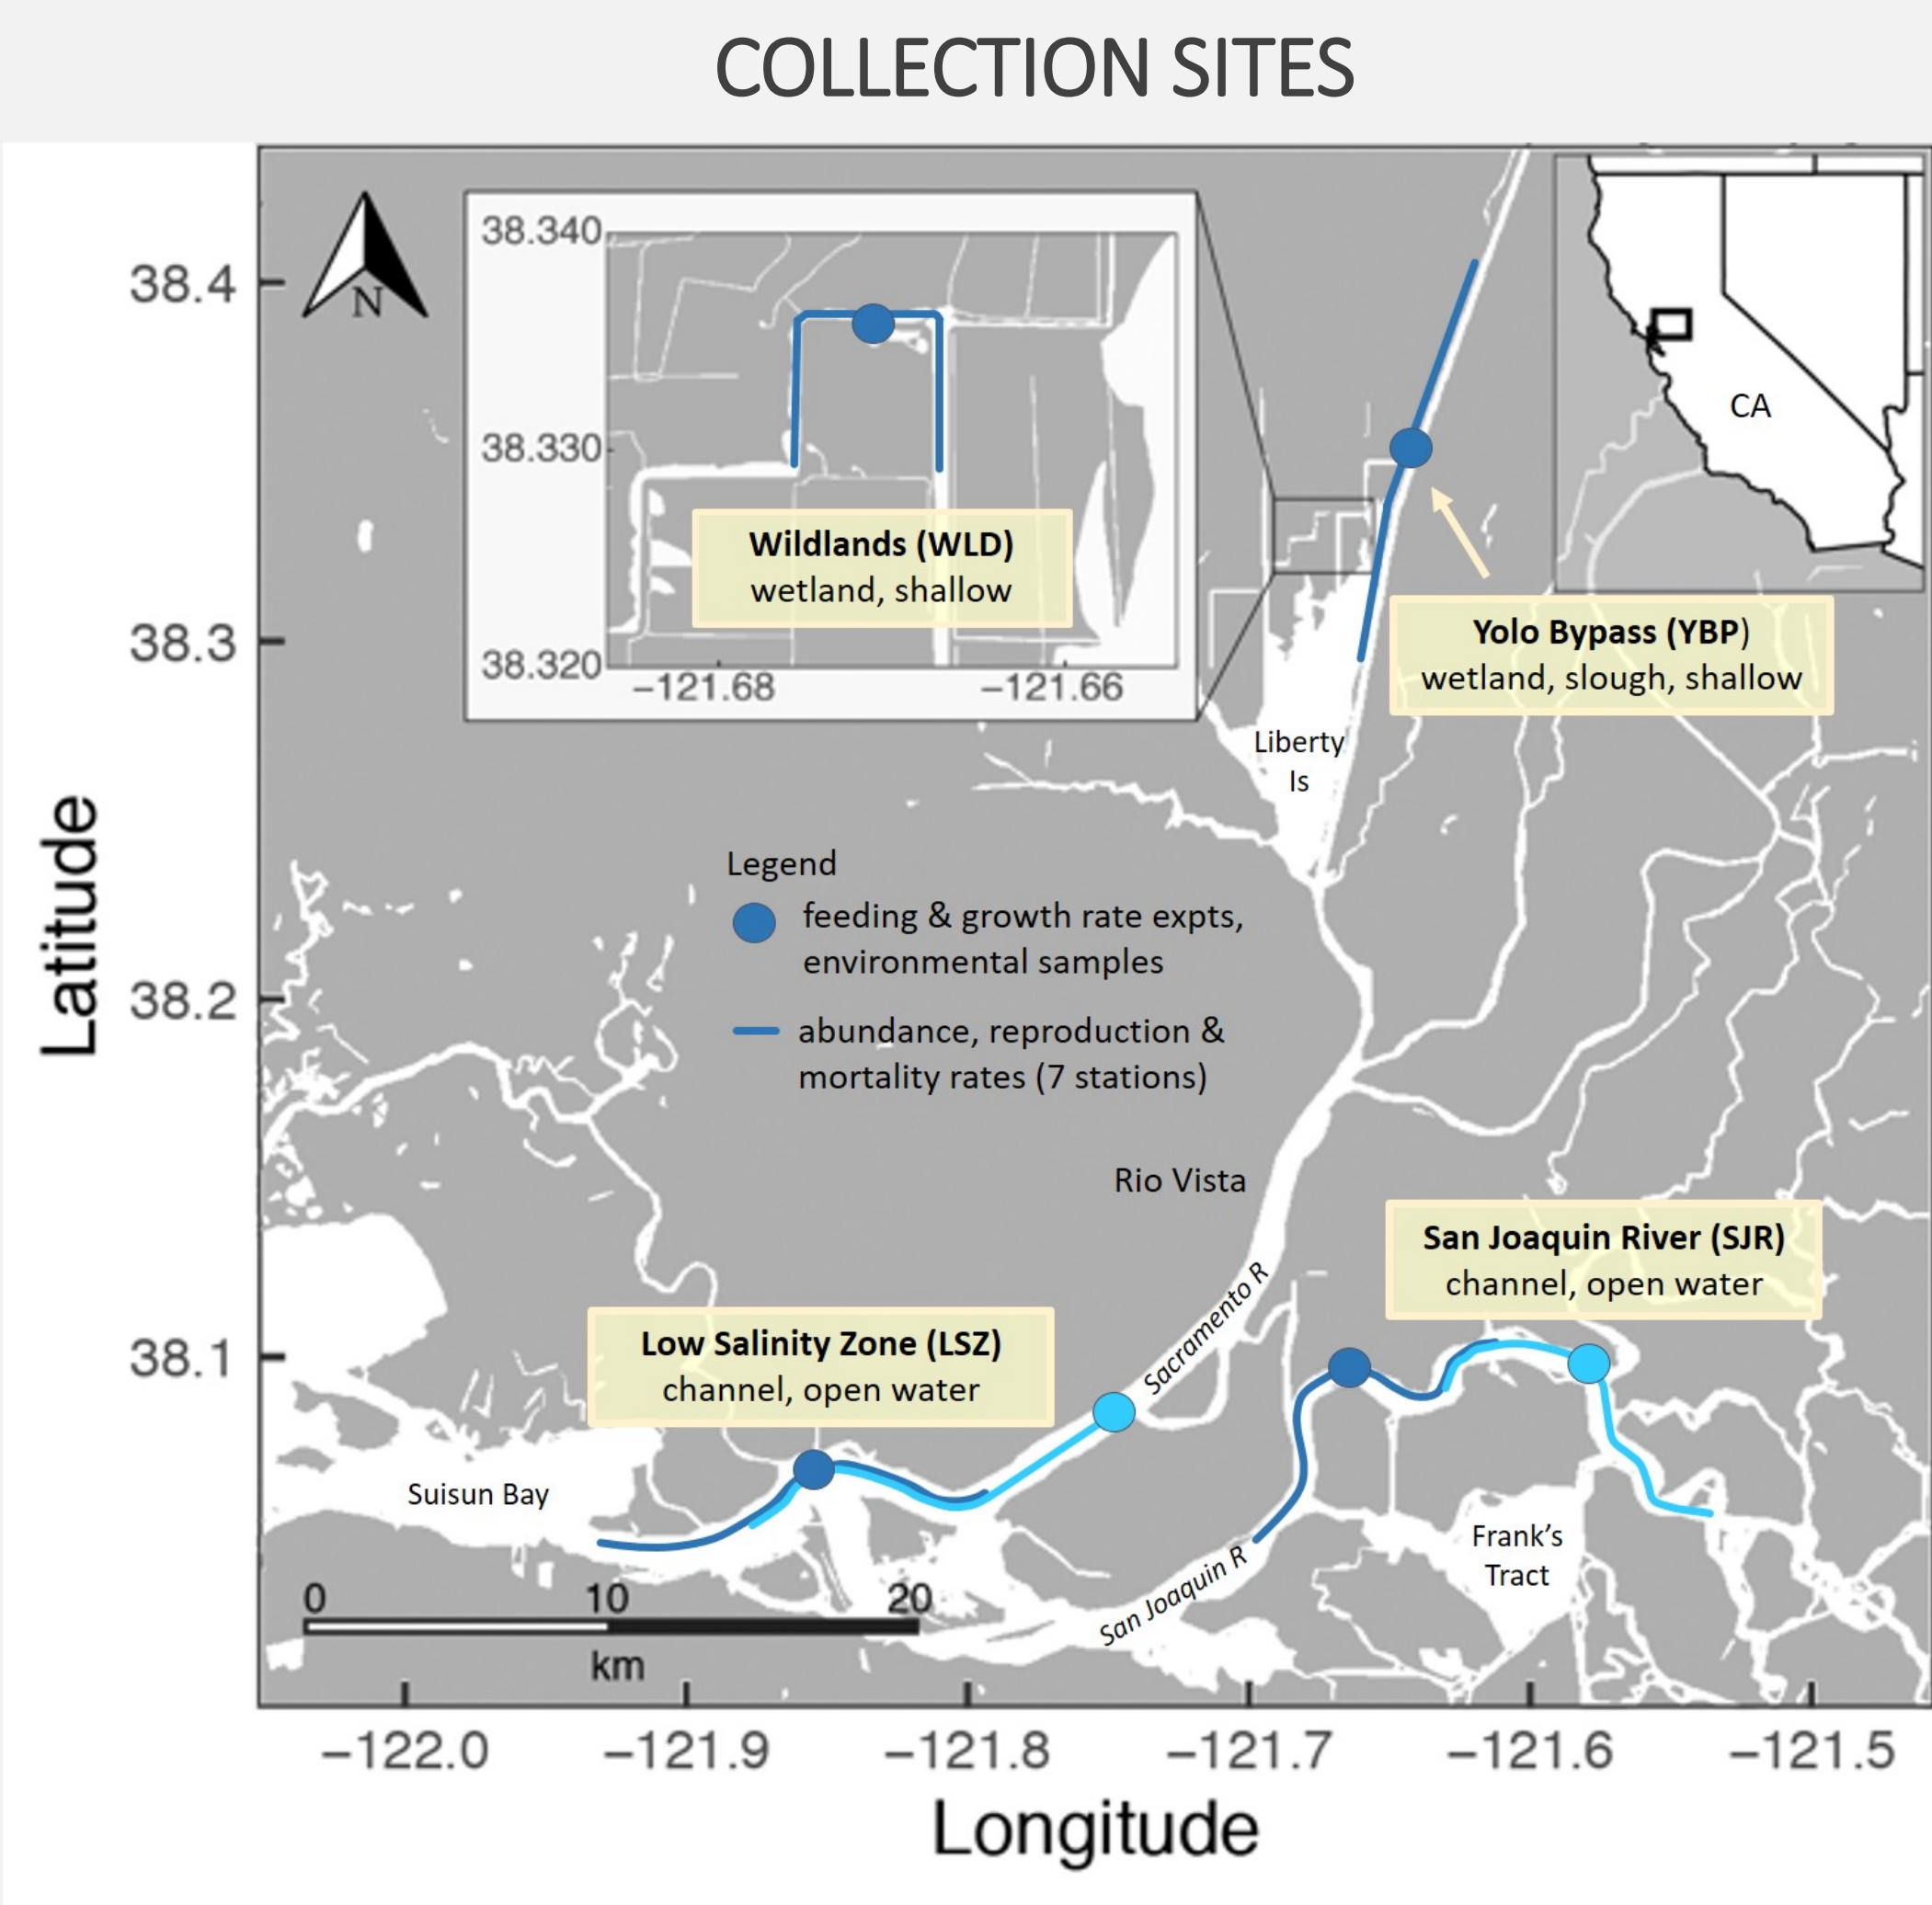 COLLECTION SITES
38.4
38.3
38.2
38.1
Latitude
N
38.340
38.330
38.320
−121.68
−121.66
Wildlands (WLD)
wetland, shallow
CA
Yolo Bypass (YBP)
wetland, slough, shallow
Liberty
Is
Legend
feeding & growth rate expts,
environmental samples
abundance, reproduction &
mortality rates (7 stations)
Rio Vista
Sacramento R
San Joaquin River (SJR)
channel, open water
Low Salinity Zone (LSZ)
channel, open water
Suisun Bay
San Joaquin R
Frank’s
Tract
0 10 20
km
−122.0 −121.9 −121.8 −121.7 −121.6 −121.5
Longitude